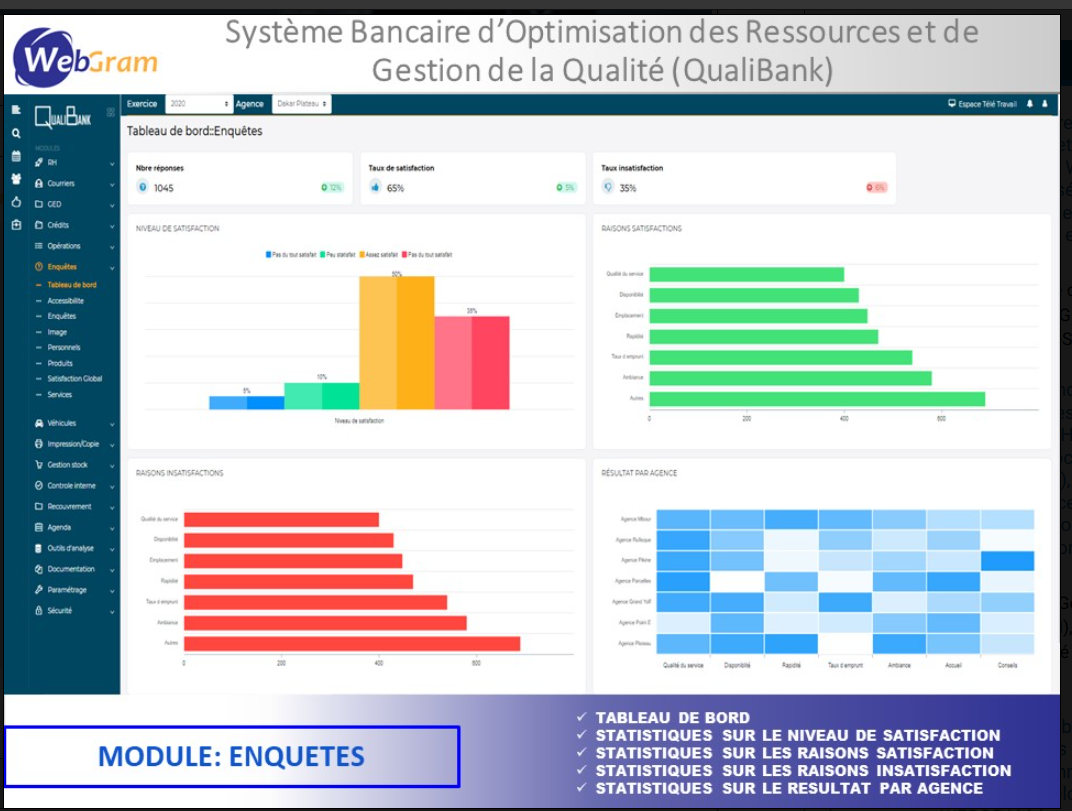 Système Bancaire d'Optimisation des Ressources et de
Gestion de la Qualité (QualiBank)
WebGram
Exercice 2020 Agence Dakar Plateau Espace Télé Travail
QUALIBANK
MODULES
RH
Courriers
GED
Crédits
Opérations
Enquêtes
Tableau de bord
Accessibilite
Enquêtes
Image
Personnels
Produits
Satisfaction Global
Services
Véhicules
Impression/Copie
Gestion stock
Controle interne
Recouvrement
Agenda
Outils d'analyse
Documentation
Paramétrage
Sécurité
Tableau de bord::Enquêtes
Nbre réponses
1045 12%
Taux de satisfaction
65% 5%
Taux insatisfaction
35% 6%
NIVEAU DE SATISFACTION
Pas du tout satisfait Peu statisfait Assez satisfait Pas du tout satisfait
50%
35%
10%
5%
Niveau de satisfaction
RAISONS SATISFACTIONS
Qualité du service
Disponibilié
Emplacement
Rapidité
Taux d emprunt
Ambiance
Autres
0 200 400 600
RAISONS INSATISFACTIONS
Qualité du service
Disponibilié
Emplacement
Rapidité
Taux d emprunt
Ambiance
Autres
0 200 400 600
RÉSULTAT PAR AGENCE
Agence Mbour
Agence Rufisque
Agence Pikine
Agence Parcelles
Agence Grand Yoff
Agence Point E
Agence Plateau
Qualité du service Disponibilié Rapidité Taux d emprunt Ambiance Accueil Conseils
MODULE: ENQUETES
TABLEAU DE BORD
STATISTIQUES SUR LE NIVEAU DE SATISFACTION
STATISTIQUES SUR LES RAISONS SATISFACTION
STATISTIQUES SUR LES RAISONS INSATISFACTION
STATISTIQUES SUR LE RESULTAT PAR AGENCE